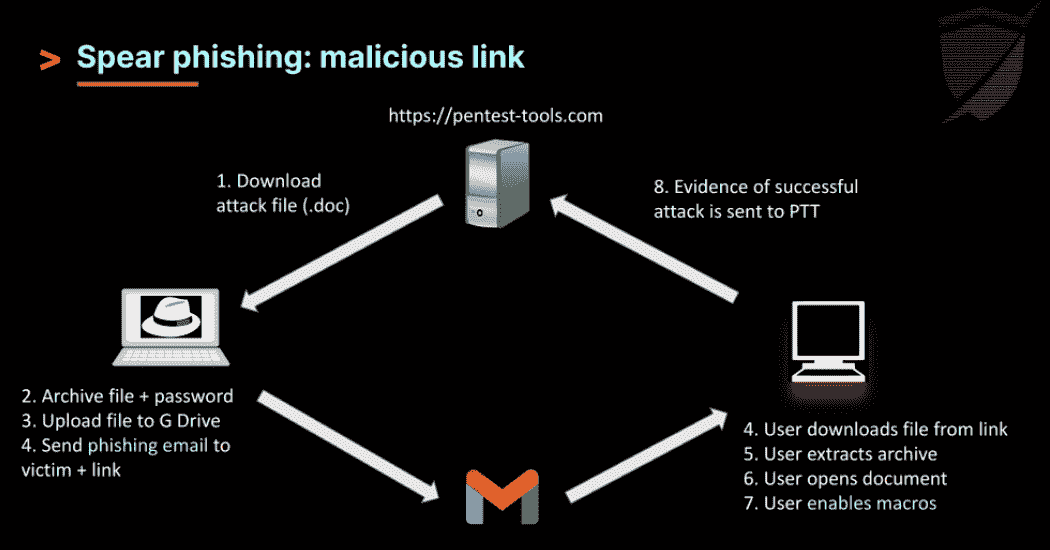 > Spear phishing: malicious link
https://pentest-tools.com
1. Download
attack file (.doc)
8. Evidence of successful
attack is sent to PTT
2. Archive file + password
3. Upload file to G Drive
4. Send phishing email to
victim + link
4. User downloads file from link
5. User extracts archive
6. User opens document
7. User enables macros